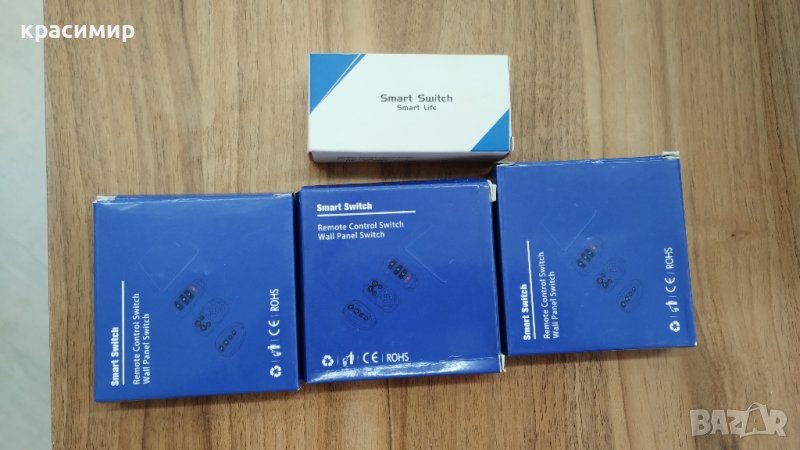 красимир
Smart Switch
Smart Life
Smart Switch
Remote Control Switch
Wall Panel Switch
CE ROHS
Smart Switch
Remote Control Switch
Wall Panel Switch
CE ROHS
Smart Switch
Remote Control Switch
Wall Panel Switch
CE ROHS
BAZAR